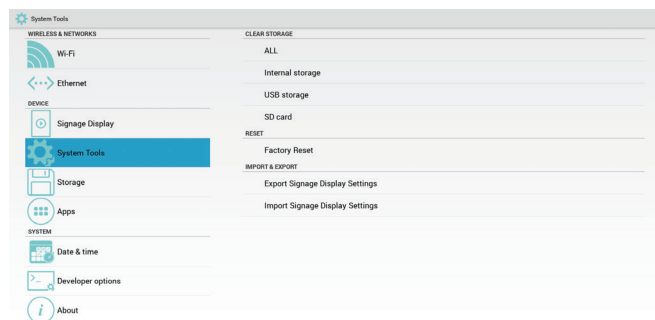 System Tools
WIRELESS & NETWORKS
Wi-Fi
Ethernet
DEVICE
Signage Display
System Tools
Storage
Apps
SYSTEM
Date & time
Developer options
About
CLEAR STORAGE
ALL
Internal storage
USB storage
SD card
RESET
Factory Reset
IMPORT & EXPORT
Export Signage Display Settings
Import Signage Display Settings